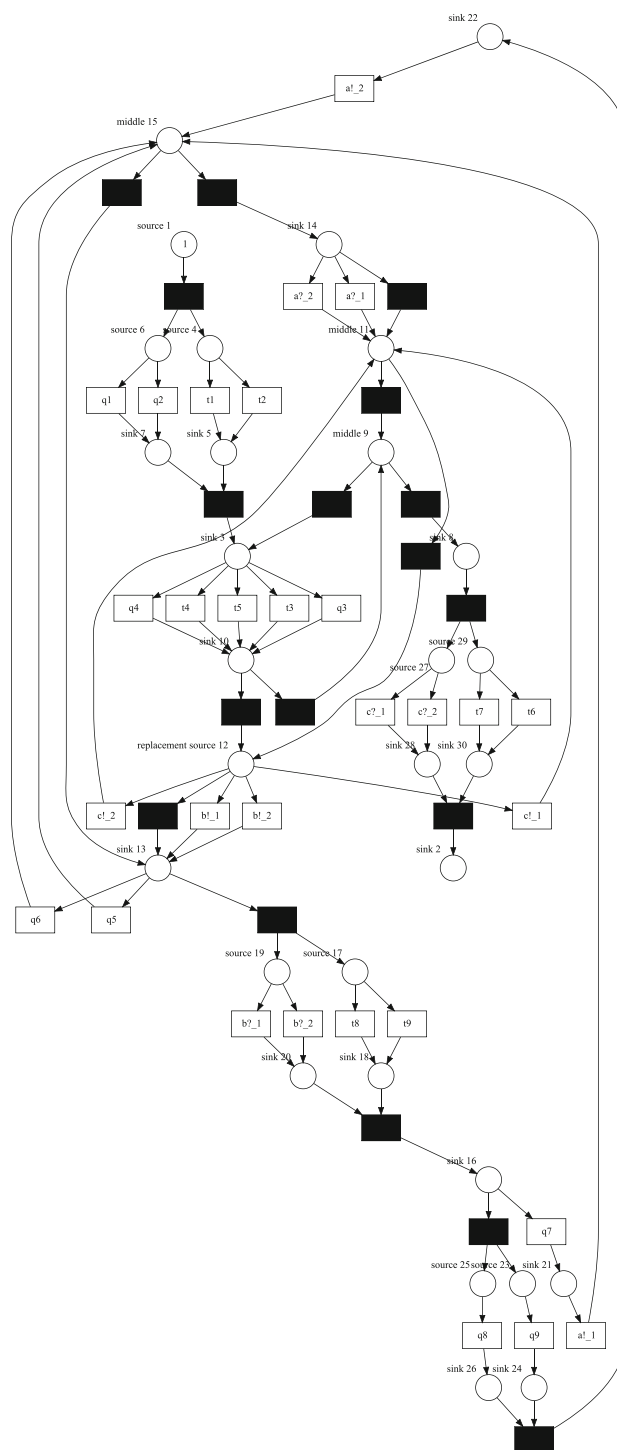 sink 22
a!_2
middle 15
source 1
sink 14
1
a?_2
a?_1
source 6
source 4
middle 11
q1
q2
t1
t2
sink 7
sink 5
middle 9
sink 3
sink 8
q4
t4
t5
t3
q3
sink 10
source 27
source 29
c?_1
c?_2
t7
t6
replacement source 12
sink 28
sink 30
c!_2
b!_1
b!_2
c!_1
sink 13
sink 2
q6
q5
source 19
source 17
b?_1
b?_2
t8
t9
sink 20
sink 18
sink 16
q7
source 25
source 23
sink 21
q8
q9
a!_1
sink 26
sink 24